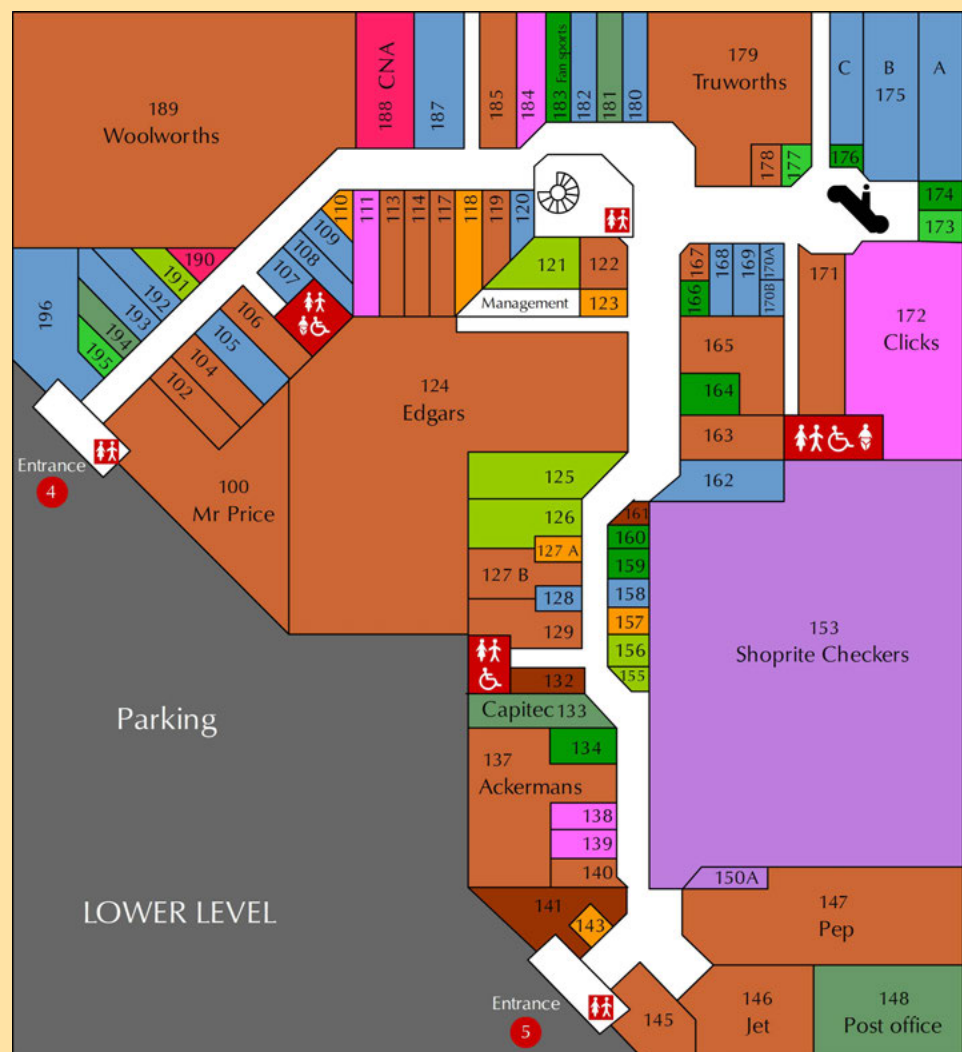 189
Woolworths
188 CNA
187
185
184
183 Fan sports
182
181
180
179
Truworths
178
177
C
B
A
175
176
174
173
110
111
113
114
117
118
119
120
109
108
107
121
122
Management
123
167
168
169
170A
166
170B
171
172
Clicks
196
190
191
192
193
194
195
106
105
104
102
165
164
163
162
124
Edgars
Entrance
4
100
Mr Price
125
126
127 A
127 B
128
129
161
160
159
158
157
156
155
153
Shoprite Checkers
132
Capitec 133
Parking
134
137
Ackermans
138
139
140
150A
LOWER LEVEL
141
143
147
Pep
Entrance
5
145
146
Jet
148
Post office